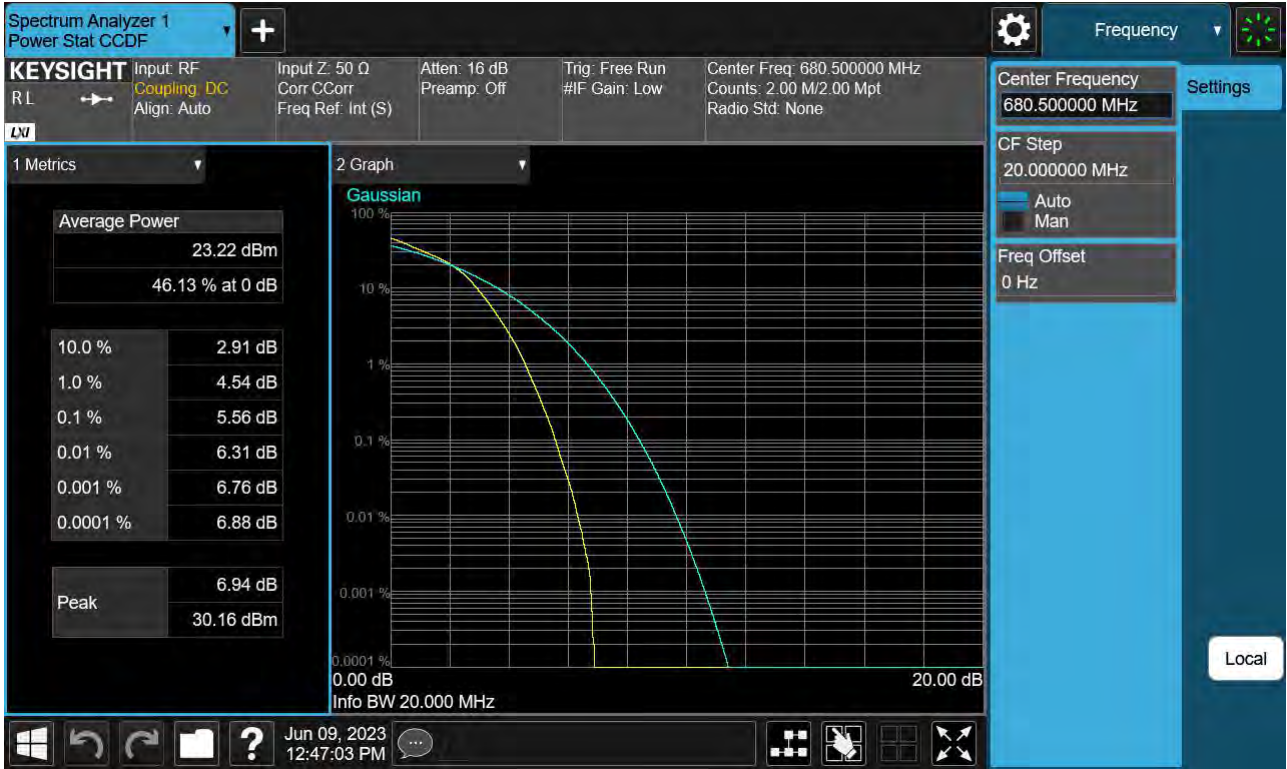 Spectrum Analyzer 1
Power Stat CCDF
Frequency
KEYSIGHT
R L
LXI
Input: RF
Coupling: DC
Align: Auto
Input Z: 50 Ω
Corr CCorr
Freq Ref: Int (S)
Atten: 16 dB
Preamp: Off
Trig: Free Run
#IF Gain: Low
Center Freq: 680.500000 MHz
Counts: 2.00 M/2.00 Mpt
Radio Std: None
Center Frequency
680.500000 MHz
Settings
CF Step
20.000000 MHz
Auto
Man
Freq Offset
0 Hz
Local
1 Metrics
Average Power
23.22 dBm
46.13 % at 0 dB
10.0 % 2.91 dB
1.0 % 4.54 dB
0.1 % 5.56 dB
0.01 % 6.31 dB
0.001 % 6.76 dB
0.0001 % 6.88 dB
Peak
6.94 dB
30.16 dBm
2 Graph
Gaussian
100 %
10 %
1 %
0.1 %
0.01 %
0.001 %
0.0001 %
0.00 dB 20.00 dB
Info BW 20.000 MHz
?
Jun 09, 2023
12:47:03 PM